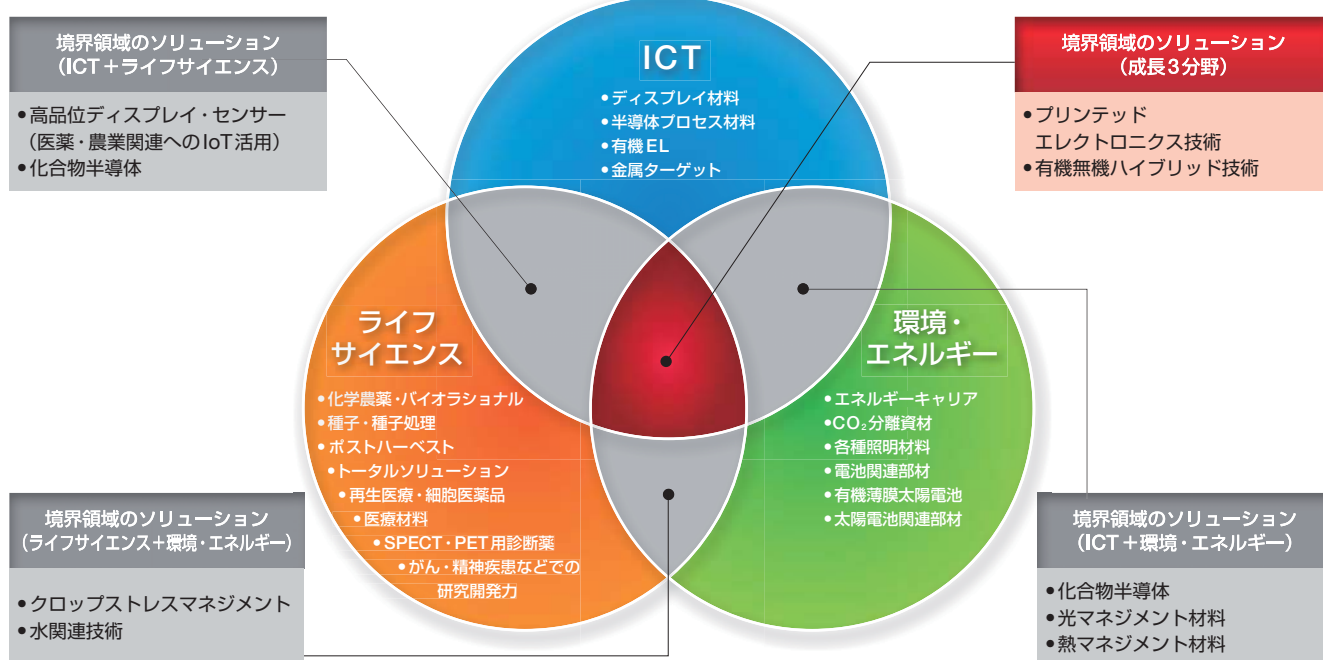 境界領域のソリューション
（ICT＋ライフサイエンス）
•高品位ディスプレイ・センサー
（医薬・農業関連へのIoT活用）
•化合物半導体
ICT
•ディスプレイ材料
•半導体プロセス材料
•有機EL
•金属ターゲット
境界領域のソリューション
（成長3分野）
•プリンテッド
エレクトロニクス技術
•有機無機ハイブリッド技術
ライフ
サイエンス
•化学農薬・バイオラショナル
•種子・種子処理
•ポストハーベスト
•トータルソリューション
•再生医療・細胞医薬品
•医療材料
•SPECT・PET用診断薬
•がん・精神疾患などでの
研究開発力
環境・
エネルギー
•エネルギーキャリア
•CO₂分離資材
•各種照明材料
•電池関連部材
•有機薄膜太陽電池
•太陽電池関連部材
境界領域のソリューション
（ライフサイエンス＋環境・エネルギー）
•クロップストレスマネジメント
•水関連技術
境界領域のソリューション
（ICT＋環境・エネルギー）
•化合物半導体
•光マネジメント材料
•熱マネジメント材料